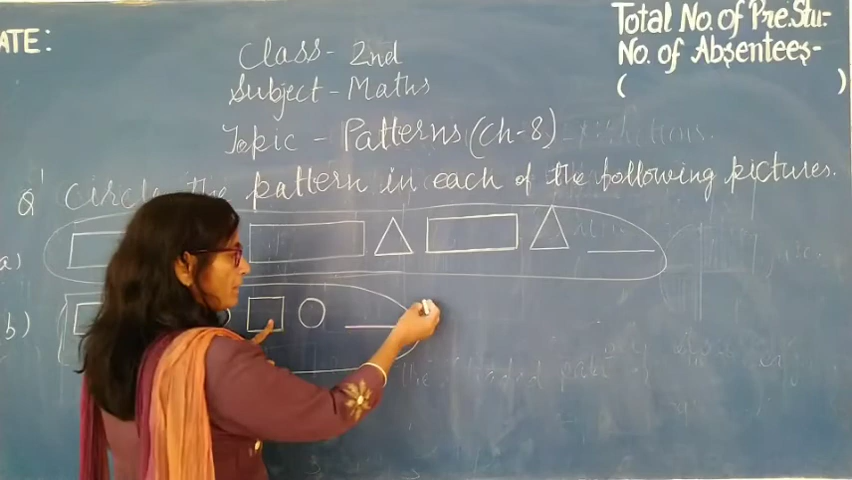 ATE:
Total No. of Pre.Stu:-
No. of Absentees-
( )
Class - 2nd
Subject - Maths
Topic - Patterns (Ch-8)
Q1 Circle the pattern in each of the following pictures.
a)
b)